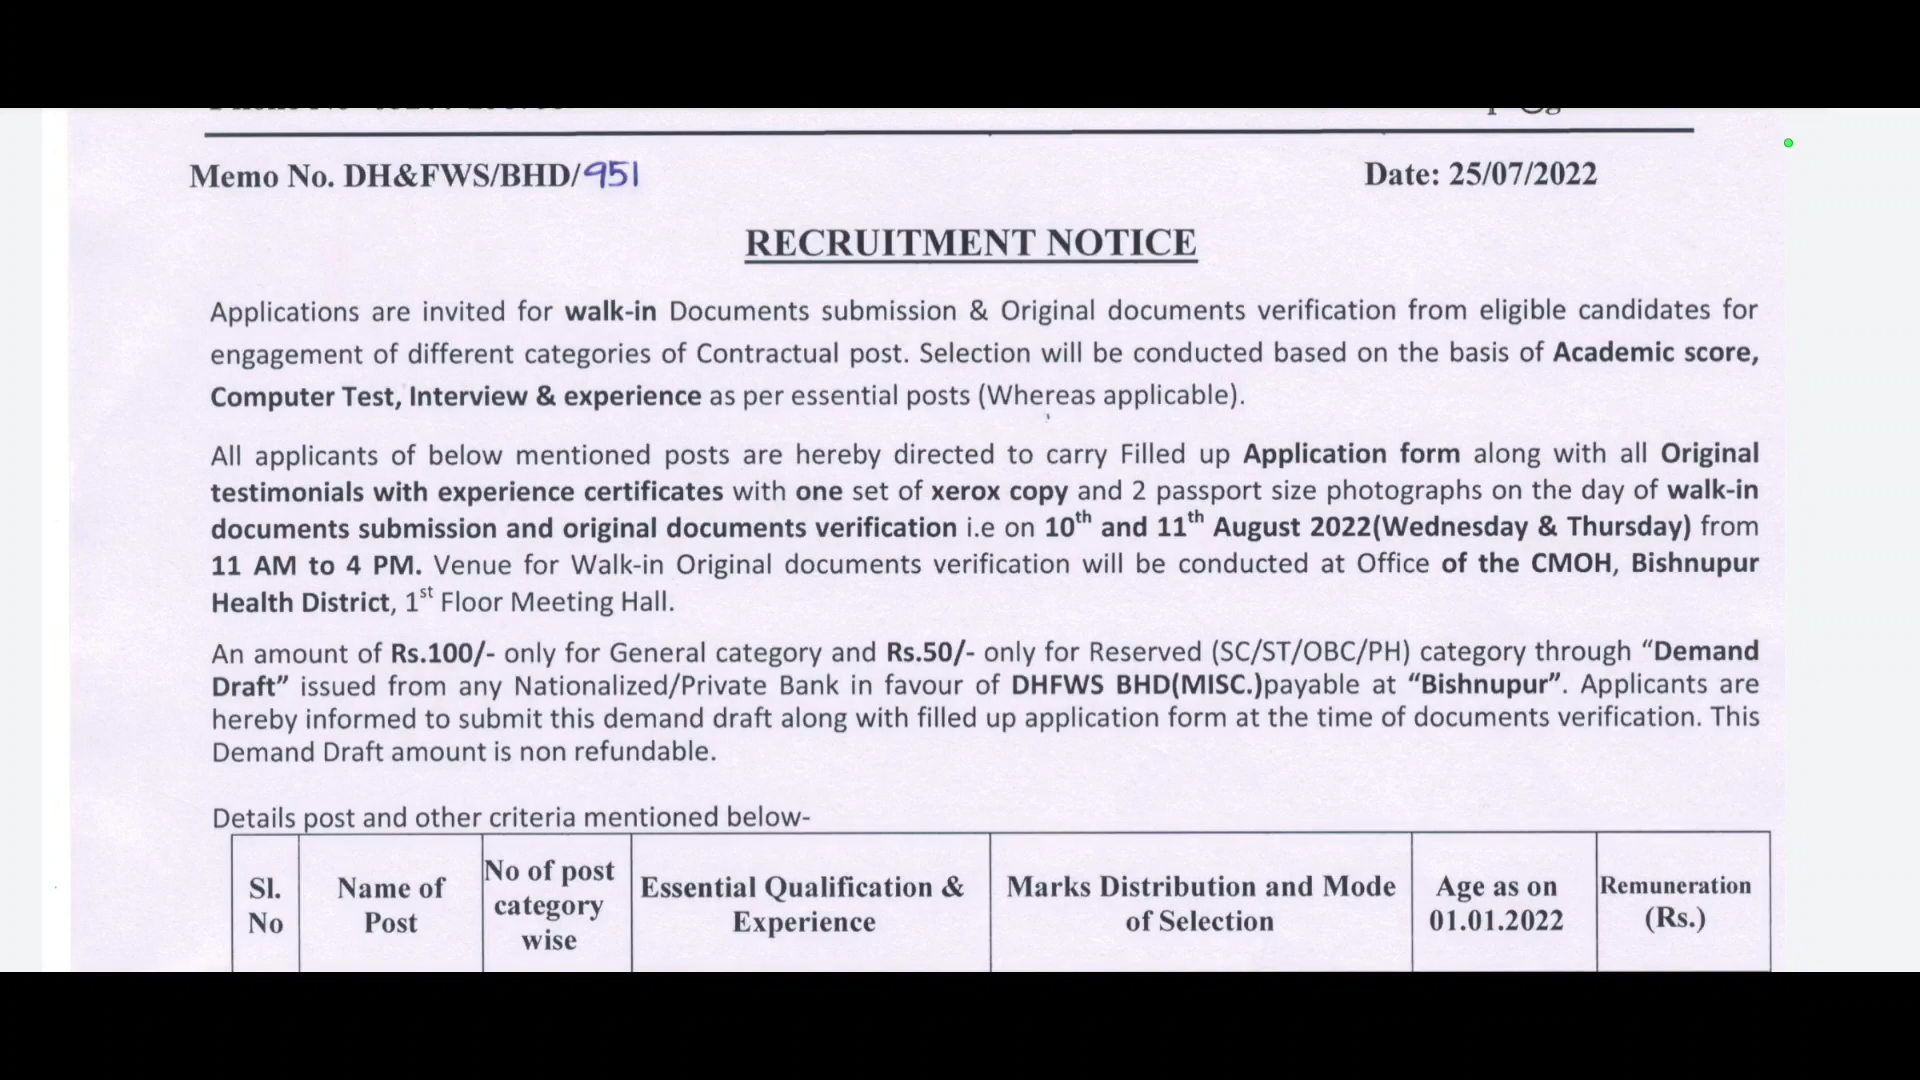 Memo No. DH&FWS/BHD/951
Date: 25/07/2022
RECRUITMENT NOTICE
Applications are invited for walk-in Documents submission & Original documents verification from eligible candidates for
engagement of different categories of Contractual post. Selection will be conducted based on the basis of Academic score,
Computer Test, Interview & experience as per essential posts (Whereas applicable).
All applicants of below mentioned posts are hereby directed to carry Filled up Application form along with all Original
testimonials with experience certificates with one set of xerox copy and 2 passport size photographs on the day of walk-in
documents submission and original documents verification i.e on 10th and 11th August 2022(Wednesday & Thursday) from
11 AM to 4 PM. Venue for Walk-in Original documents verification will be conducted at Office of the CMOH, Bishnupur
Health District, 1st Floor Meeting Hall.
An amount of Rs.100/- only for General category and Rs.50/- only for Reserved (SC/ST/OBC/PH) category through “Demand
Draft” issued from any Nationalized/Private Bank in favour of DHFWS BHD(MISC.)payable at “Bishnupur”. Applicants are
hereby informed to submit this demand draft along with filled up application form at the time of documents verification. This
Demand Draft amount is non refundable.
Details post and other criteria mentioned below-
Sl.
No
Name of
Post
No of post
category
wise
Essential Qualification &
Experience
Marks Distribution and Mode
of Selection
Age as on
01.01.2022
Remuneration
(Rs.)